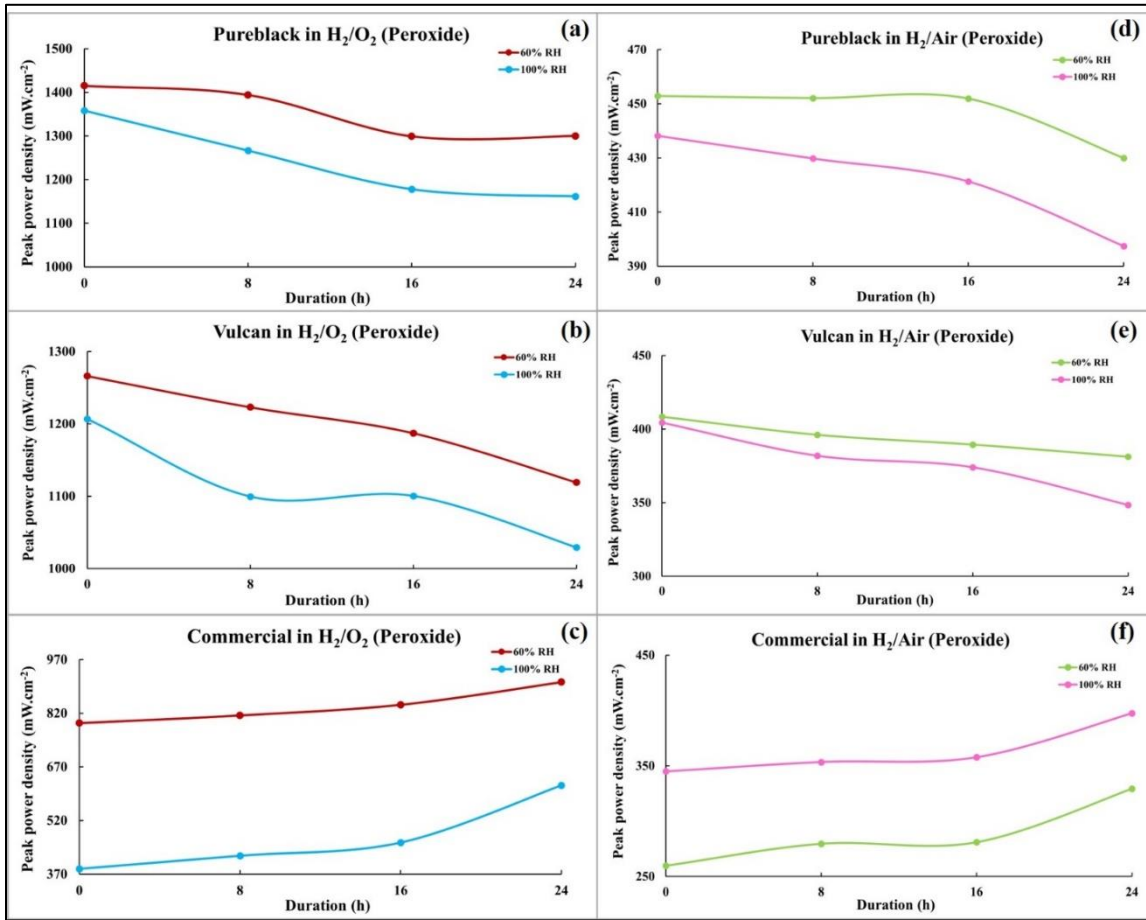 Pureblack in H₂/O₂ (Peroxide)
(a)
60% RH
100% RH
Peak power density (mW.cm⁻²)
1500
1400
1300
1200
1100
1000
0 8 16 24
Duration (h)
Pureblack in H₂/Air (Peroxide)
(d)
60% RH
100% RH
Peak power density (mW.cm⁻²)
470
450
430
410
390
0 8 16 24
Duration (h)
Vulcan in H₂/O₂ (Peroxide)
(b)
60% RH
100% RH
Peak power density (mW.cm⁻²)
1300
1200
1100
1000
0 8 16 24
Duration (h)
Vulcan in H₂/Air (Peroxide)
(e)
60% RH
100% RH
Peak power density (mW.cm⁻²)
450
400
350
300
0 8 16 24
Duration (h)
Commercial in H₂/O₂ (Peroxide)
(c)
60% RH
100% RH
Peak power density (mW.cm⁻²)
970
820
670
520
370
0 8 16 24
Duration (h)
Commercial in H₂/Air (Peroxide)
(f)
60% RH
100% RH
Peak power density (mW.cm⁻²)
450
350
250
0 8 16 24
Duration (h)